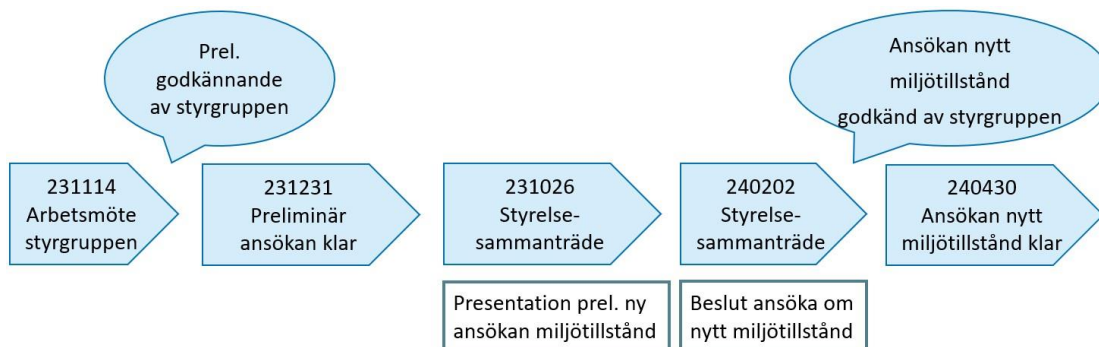 Prel.
godkännande
av styrgruppen
Ansökan nytt
miljötillstånd
godkänd av styrgruppen
231114
Arbetsmöte
styrgruppen
231231
Preliminär
ansökan klar
231026
Styrelse-
sammanträde
240202
Styrelse-
sammanträde
240430
Ansökan nytt
miljötillstånd klar
Presentation prel. ny
ansökan miljötillstånd
Beslut ansöka om
nytt miljötillstånd